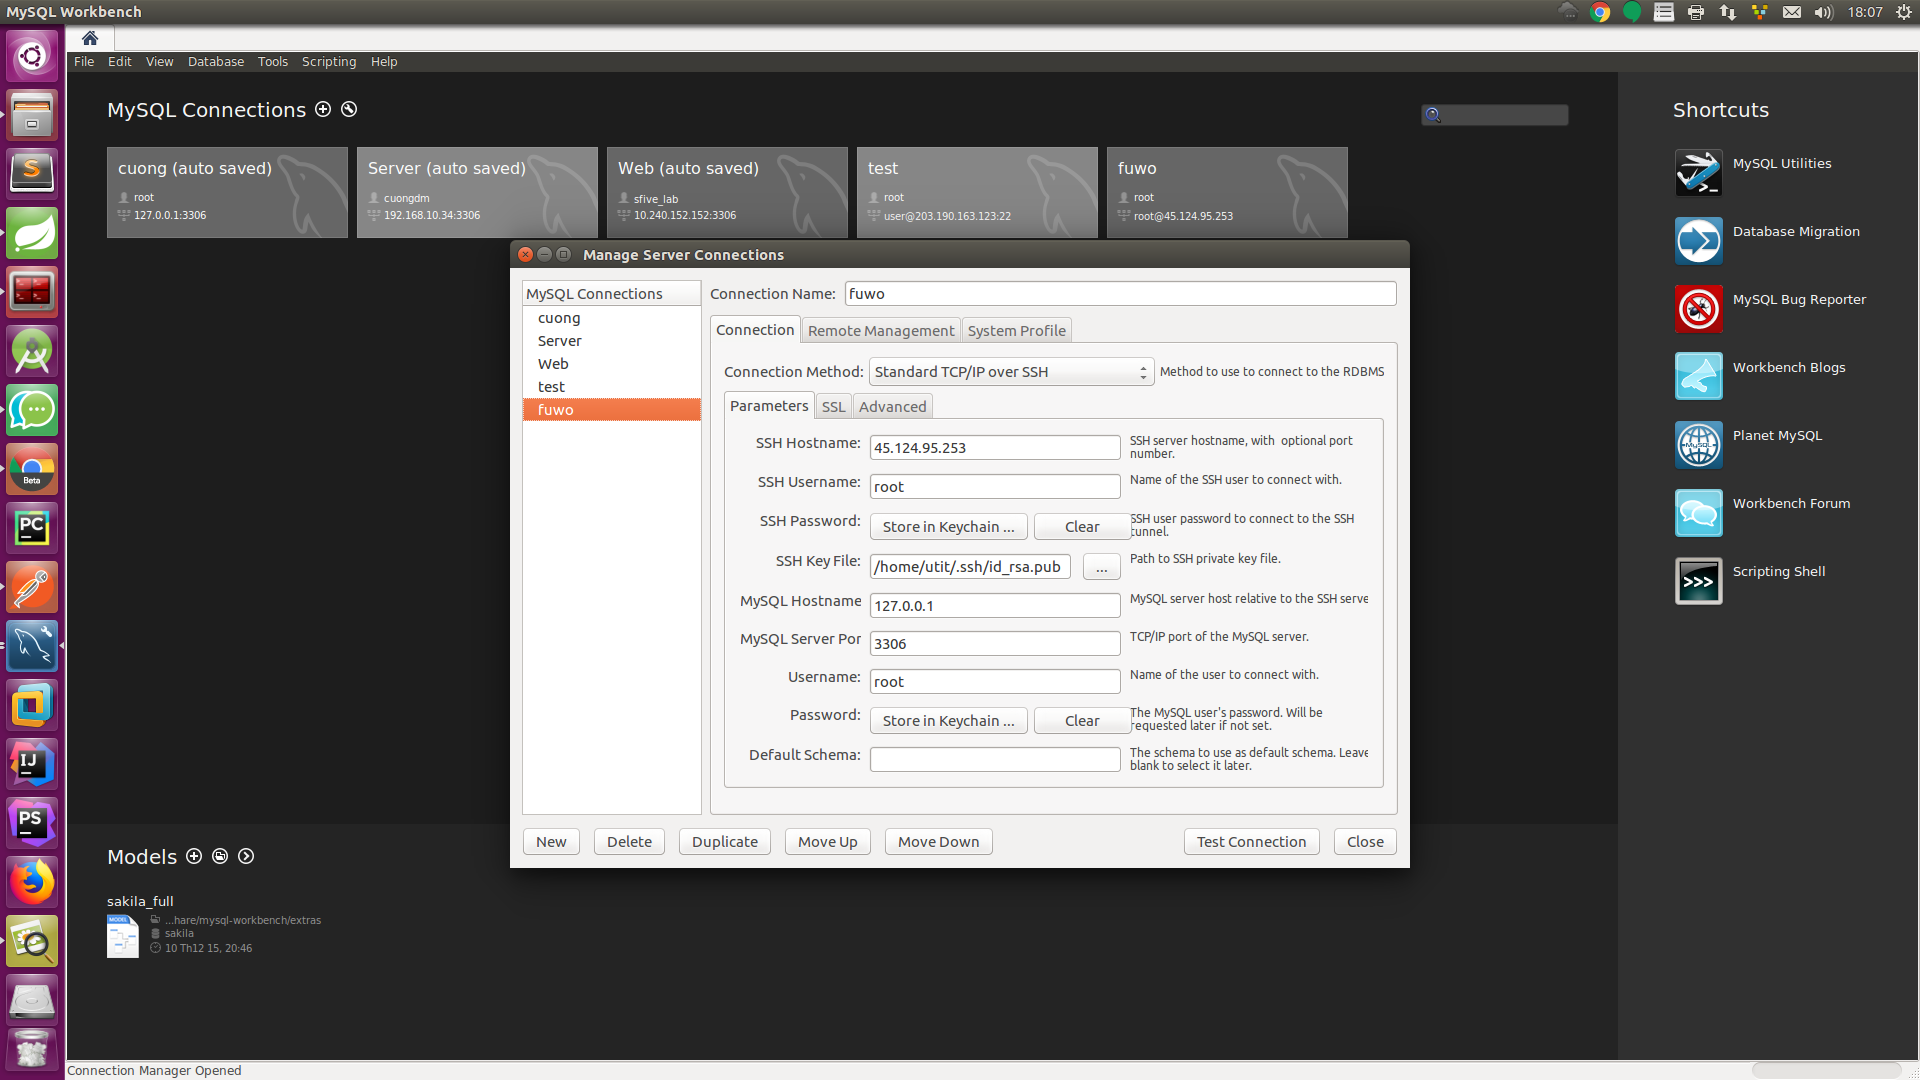 MySQL Workbench
18:07
File Edit View Database Tools Scripting Help
MySQL Connections
Shortcuts
cuong (auto saved)
root
127.0.0.1:3306
Server (auto saved)
cuongdm
192.168.10.34:3306
Web (auto saved)
sfive_lab
10.240.152.152:3306
test
root
user@203.190.163.123:22
fuwo
root
root@45.124.95.253
MySQL Utilities
Database Migration
MySQL Bug Reporter
Workbench Blogs
Planet MySQL
Workbench Forum
Scripting Shell
Manage Server Connections
MySQL Connections
cuong
Server
Web
test
fuwo
Connection Name: fuwo
Connection Remote Management System Profile
Connection Method: Standard TCP/IP over SSH Method to use to connect to the RDBMS
Parameters SSL Advanced
SSH Hostname: 45.124.95.253 SSH server hostname, with optional port
number.
SSH Username: root Name of the SSH user to connect with.
SSH Password: Store in Keychain ... Clear SSH user password to connect to the SSH
tunnel.
SSH Key File: /home/utit/.ssh/id_rsa.pub ... Path to SSH private key file.
MySQL Hostname 127.0.0.1 MySQL server host relative to the SSH serve
MySQL Server Por 3306 TCP/IP port of the MySQL server.
Username: root Name of the user to connect with.
Password: Store in Keychain ... Clear The MySQL user's password. Will be
requested later if not set.
Default Schema: The schema to use as default schema. Leave
blank to select it later.
New Delete Duplicate Move Up Move Down Test Connection Close
Models
sakila_full
MODEL
...hare/mysql-workbench/extras
sakila
10 Th12 15, 20:46
Connection Manager Opened
Beta
PC
IJ
PS
S
MySQL
>>>